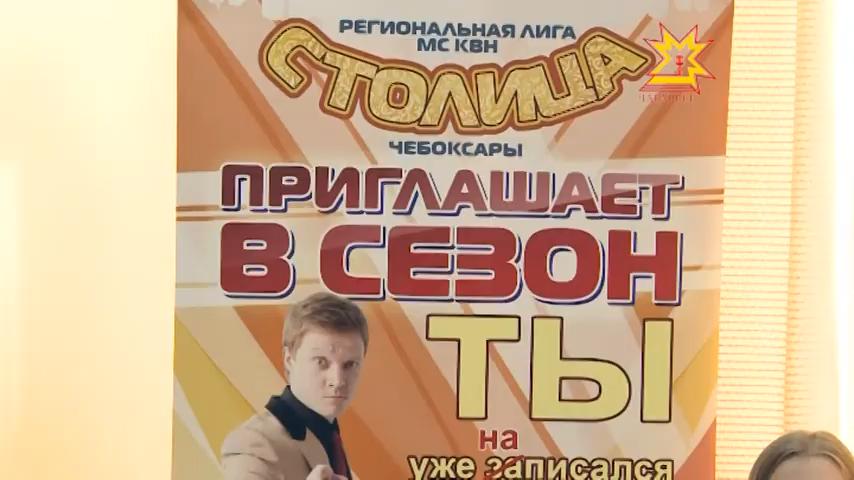 РЕГИОНАЛЬНАЯ ЛИГА
МС КВН
СТОЛИЦА
ЧЕБОКСАРЫ
ПРИГЛАШАЕТ
В СЕЗОН
ТЫ
на
уже записался